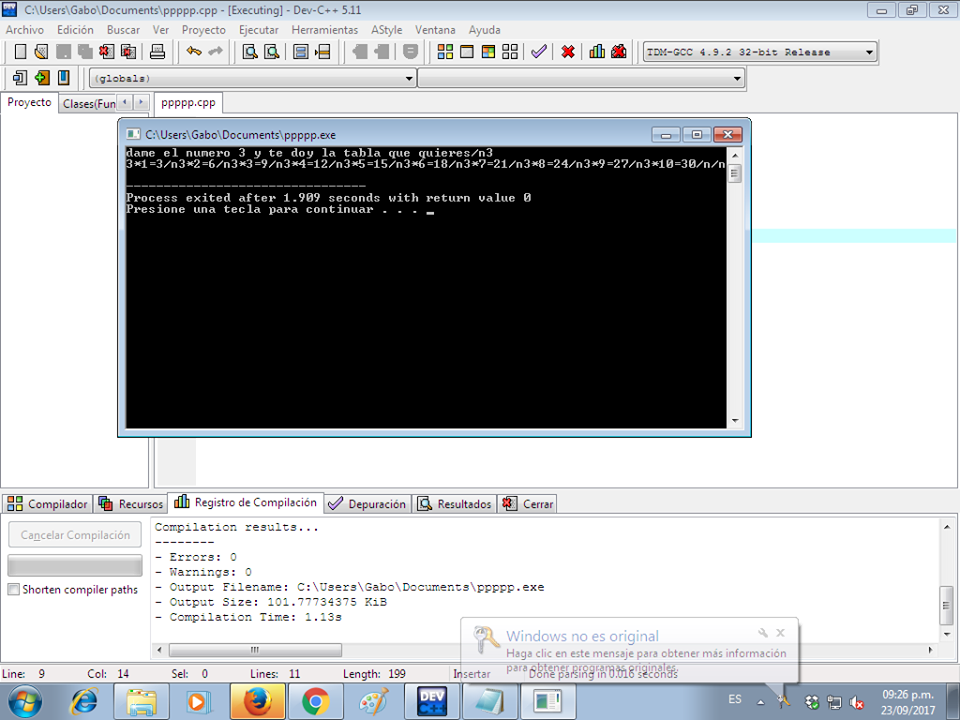 C:\Users\Gabo\Documents\ppppp.cpp - [Executing] - Dev-C++ 5.11
Archivo Edición Buscar Ver Proyecto Ejecutar Herramientas AStyle Ventana Ayuda
TDM-GCC 4.9.2 32-bit Release
(globals)
Proyecto Clases(Fun ppppp.cpp
C:\Users\Gabo\Documents\ppppp.exe
dame el numero 3 y te doy la tabla que quieres/n3
3*1=3/n3*2=6/n3*3=9/n3*4=12/n3*5=15/n3*6=18/n3*7=21/n3*8=24/n3*9=27/n3*10=30/n/n
--------------------------------
Process exited after 1.909 seconds with return value 0
Presione una tecla para continuar . . . _
Compilador Recursos Registro de Compilación Depuración Resultados Cerrar
Cancelar Compilación
Shorten compiler paths
Compilation results...
--------
- Errors: 0
- Warnings: 0
- Output Filename: C:\Users\Gabo\Documents\ppppp.exe
- Output Size: 101.77734375 KiB
- Compilation Time: 1.13s
Windows no es original
Haga clic en este mensaje para obtener más información
para obtener programas originales.
Line: 9 Col: 14 Sel: 0 Lines: 11 Length: 199 Insertar Done parsing in 0.016 seconds
DEV C++
ES
09:26 p.m.
23/09/2017